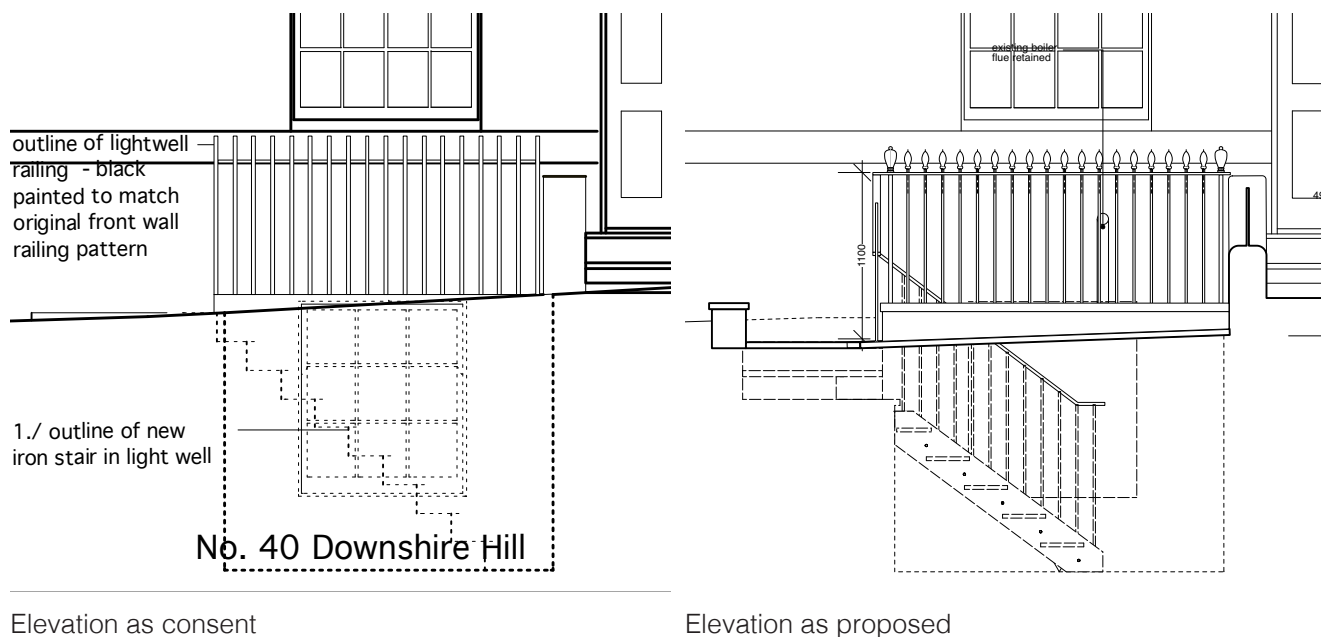 outline of lightwell
railing - black
painted to match
original front wall
railing pattern
1./ outline of new
iron stair in light well
No. 40 Downshire Hill
Elevation as consent
existing boiler
flue retained
1100
49
Elevation as proposed